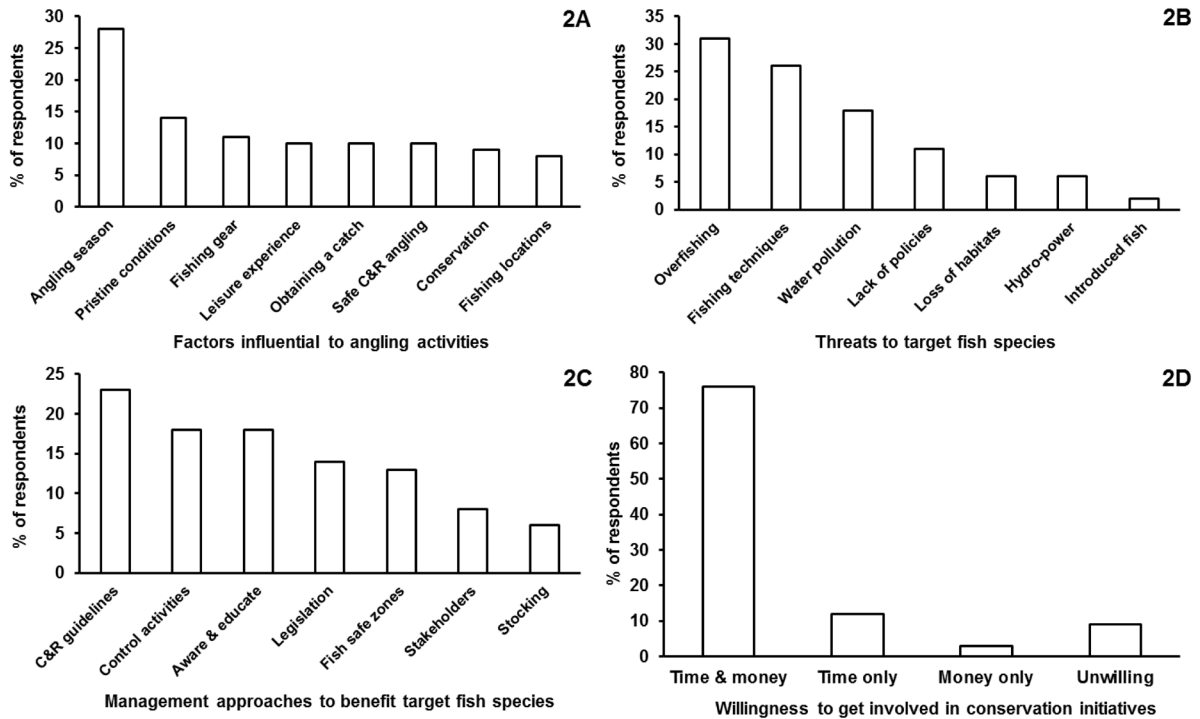 2A
% of respondents
30
25
20
15
10
5
0
Angling season
Pristine conditions
Fishing gear
Leisure experience
Obtaining a catch
Safe C&R angling
Conservation
Fishing locations
Factors influential to angling activities
2B
% of respondents
35
30
25
20
15
10
5
0
Overfishing
Fishing techniques
Water pollution
Lack of policies
Loss of habitats
Hydro-power
Introduced fish
Threats to target fish species
2C
% of respondents
25
20
15
10
5
0
C&R guidelines
Control activities
Aware & educate
Legislation
Fish safe zones
Stakeholders
Stocking
Management approaches to benefit target fish species
2D
% of respondents
80
70
60
50
40
30
20
10
0
Time & money
Time only
Money only
Unwilling
Willingness to get involved in conservation initiatives